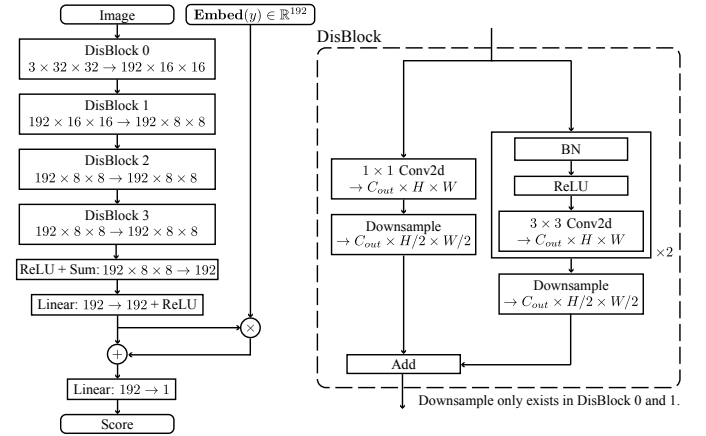 Image
Embed(y) ∈ ℝ¹⁹²
DisBlock 0
3 × 32 × 32 → 192 × 16 × 16
DisBlock 1
192 × 16 × 16 → 192 × 8 × 8
DisBlock 2
192 × 8 × 8 → 192 × 8 × 8
DisBlock 3
192 × 8 × 8 → 192 × 8 × 8
ReLU + Sum: 192 × 8 × 8 → 192
Linear: 192 → 192 + ReLU
×
+
Linear: 192 → 1
Score
DisBlock
1 × 1 Conv2d
→ C_out × H × W
Downsample
→ C_out × H/2 × W/2
BN
ReLU
3 × 3 Conv2d
→ C_out × H × W
×2
Downsample
→ C_out × H/2 × W/2
Add
Downsample only exists in DisBlock 0 and 1.